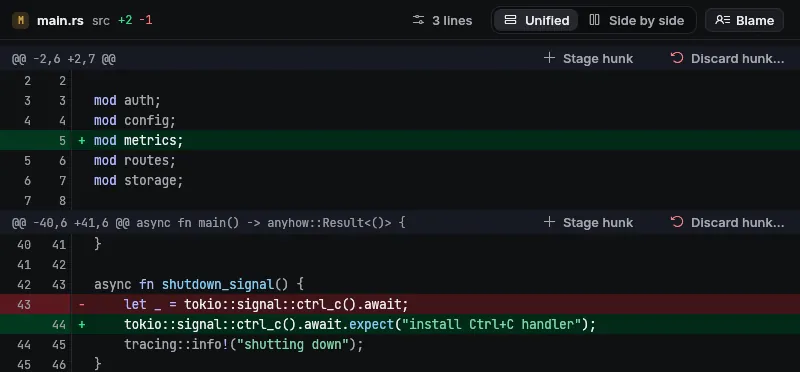 M main.rs src +2 -1 3 lines Unified Side by side Blame
@@ -2,6 +2,7 @@ Stage hunk Discard hunk...
2 2
3 3 mod auth;
4 4 mod config;
5 + mod metrics;
5 6 mod routes;
6 7 mod storage;
7 8
@@ -40,6 +41,6 @@ async fn main() -> anyhow::Result<()> { Stage hunk Discard hunk...
40 41 }
41 42
42 43 async fn shutdown_signal() {
43 - let _ = tokio::signal::ctrl_c().await;
44 + tokio::signal::ctrl_c().await.expect("install Ctrl+C handler");
44 45 tracing::info!("shutting down");
45 46 }